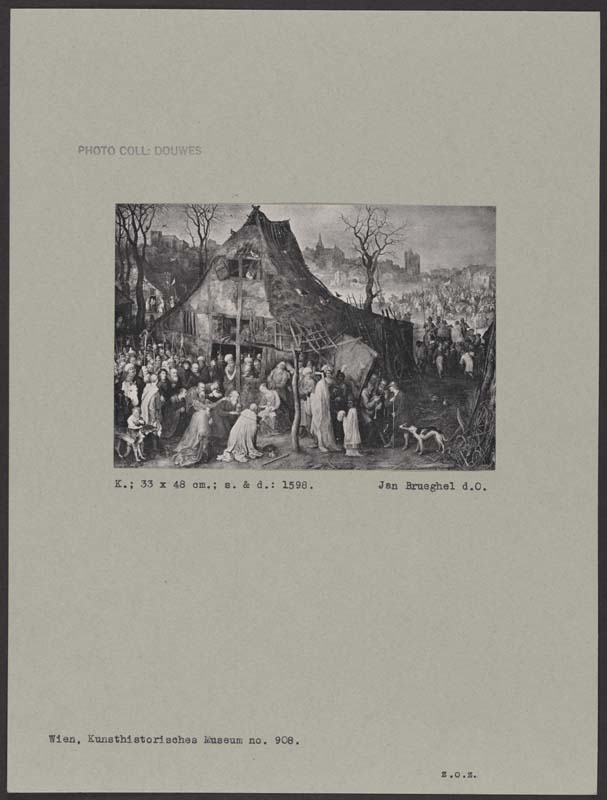 PHOTO COLL: DOUWES
K.; 33 x 48 cm.; s. & d.: 1598. Jan Brueghel d.O.
Wien, Kunsthistorisches Museum no. 908.
z.o.z.